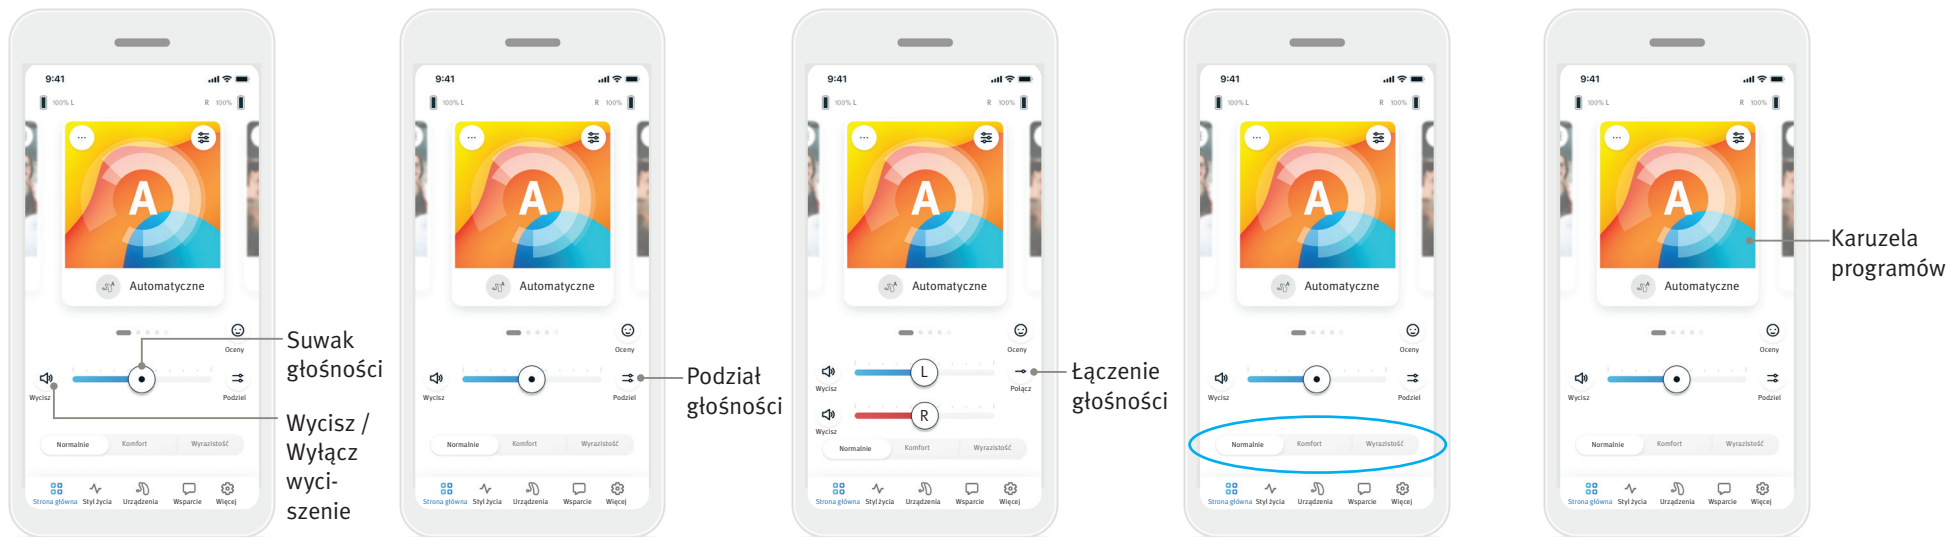 9:41
100% L
R 100%
...
A
Automatyczne
Oceny
Wycisz
Podziel
Normalnie Komfort Wyrazistość
Strona główna Styl życia Urządzenia Wsparcie Więcej
Suwak
głośności
Wycisz /
Wyłącz
wyci-
szenie
9:41
100% L
R 100%
...
A
Automatyczne
Oceny
Wycisz
Podziel
Normalnie Komfort Wyrazistość
Strona główna Styl życia Urządzenia Wsparcie Więcej
Podział
głośności
9:41
100% L
R 100%
...
A
Automatyczne
Oceny
L
Wycisz
Połącz
R
Wycisz
Normalnie Komfort Wyrazistość
Strona główna Styl życia Urządzenia Wsparcie Więcej
Łączenie
głośności
9:41
100% L
R 100%
...
A
Automatyczne
Oceny
Wycisz
Podziel
Normalnie Komfort Wyrazistość
Strona główna Styl życia Urządzenia Wsparcie Więcej
9:41
100% L
R 100%
...
A
Automatyczne
Oceny
Wycisz
Podziel
Normalnie Komfort Wyrazistość
Strona główna Styl życia Urządzenia Wsparcie Więcej
Karuzela
programów